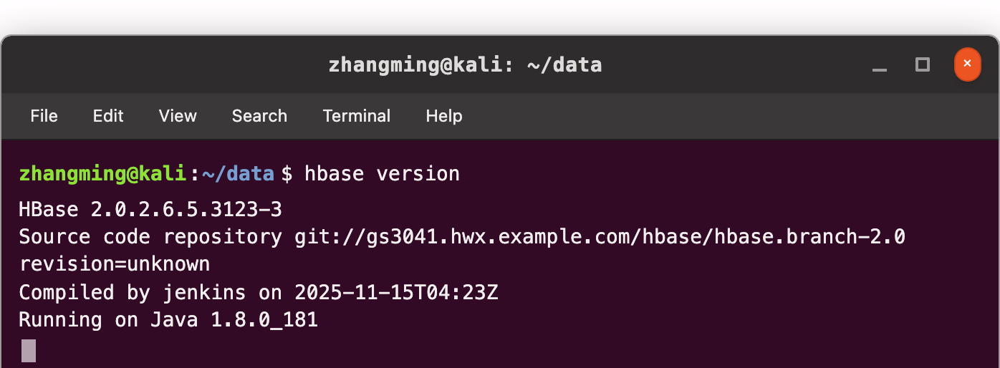 zhangming@kali: ~/data
File Edit View Search Terminal Help
zhangming@kali:~/data$ hbase version
HBase 2.0.2.6.5.3123-3
Source code repository git://gs3041.hwx.example.com/hbase/hbase.branch-2.0
revision=unknown
Compiled by jenkins on 2025-11-15T04:23Z
Running on Java 1.8.0_181